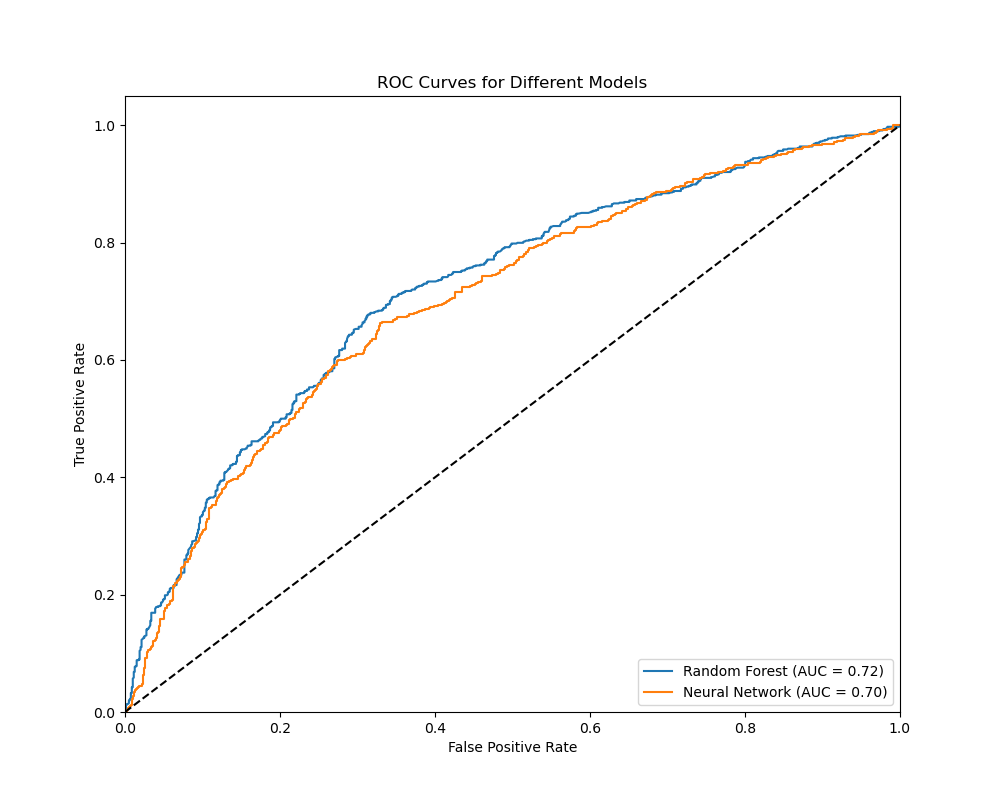 ROC Curves for Different Models
1.0
0.8
0.6
0.4
0.2
0.0
True Positive Rate
0.0 0.2 0.4 0.6 0.8 1.0
False Positive Rate
Random Forest (AUC = 0.72)
Neural Network (AUC = 0.70)